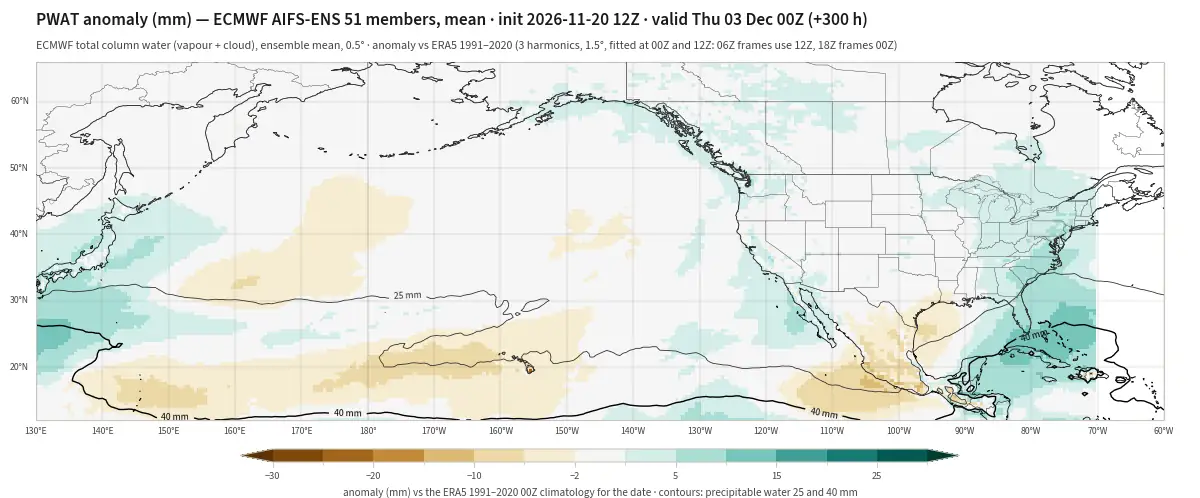 PWAT anomaly (mm) — ECMWF AIFS-ENS 51 members, mean · init 2026-11-20 12Z · valid Thu 03 Dec 00Z (+300 h)
ECMWF total column water (vapour + cloud), ensemble mean, 0.5° · anomaly vs ERA5 1991–2020 (3 harmonics, 1.5°, fitted at 00Z and 12Z: 06Z frames use 12Z, 18Z frames 00Z)
60°N
50°N
40°N
30°N
20°N
25 mm
40 mm
40 mm
40 mm
40 mm
130°E 140°E 150°E 160°E 170°E 180° 170°W 160°W 150°W 140°W 130°W 120°W 110°W 100°W 90°W 80°W 70°W 60°W
−30 −20 −10 −2 5 15 25
anomaly (mm) vs the ERA5 1991–2020 00Z climatology for the date · contours: precipitable water 25 and 40 mm